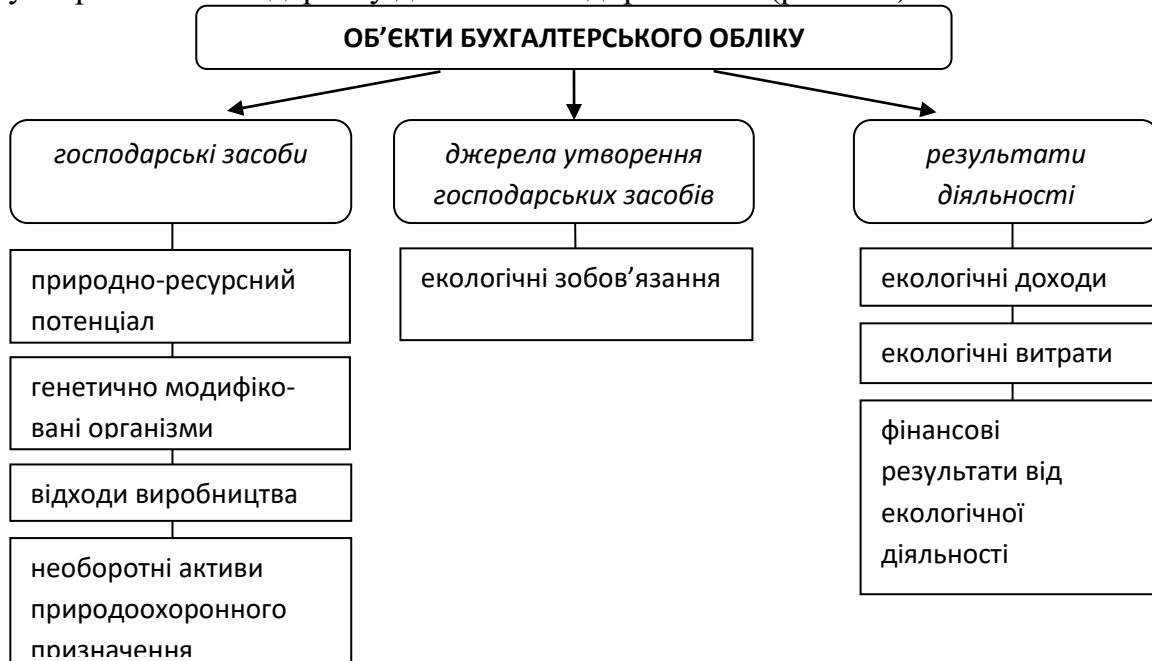 ОБ’ЄКТИ БУХГАЛТЕРСЬКОГО ОБЛІКУ
господарські засоби
природно-ресурсний
потенціал
генетично модифіко-
вані організми
відходи виробництва
необоротні активи
природоохоронного
призначення
джерела утворення
господарських засобів
екологічні зобов’язання
результати
діяльності
екологічні доходи
екологічні витрати
фінансові
результати від
екологічної
діяльності